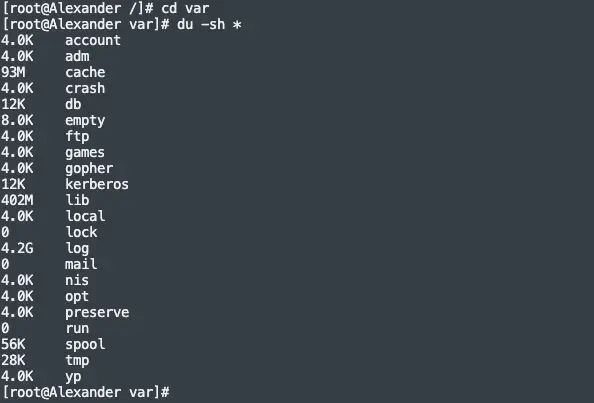 [root@Alexander /]# cd var
[root@Alexander var]# du -sh *
4.0K    account
4.0K    adm
93M     cache
4.0K    crash
12K     db
8.0K    empty
4.0K    ftp
4.0K    games
4.0K    gopher
12K     kerberos
402M    lib
4.0K    local
0       lock
4.2G    log
0       mail
4.0K    nis
4.0K    opt
4.0K    preserve
0       run
56K     spool
28K     tmp
4.0K    yp
[root@Alexander var]#